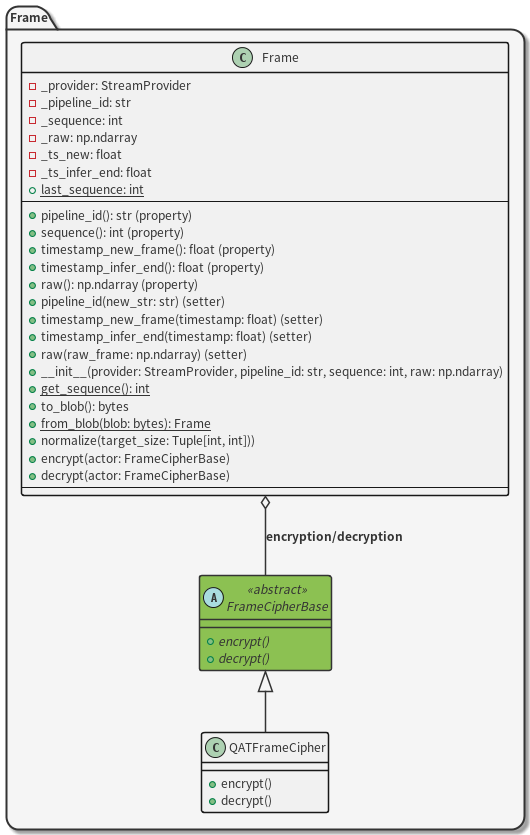 Frame
C Frame
_provider: StreamProvider
_pipeline_id: str
_sequence: int
_raw: np.ndarray
_ts_new: float
_ts_infer_end: float
last_sequence: int
pipeline_id(): str (property)
sequence(): int (property)
timestamp_new_frame(): float (property)
timestamp_infer_end(): float (property)
raw(): np.ndarray (property)
pipeline_id(new_str: str) (setter)
timestamp_new_frame(timestamp: float) (setter)
timestamp_infer_end(timestamp: float) (setter)
raw(raw_frame: np.ndarray) (setter)
__init__(provider: StreamProvider, pipeline_id: str, sequence: int, raw: np.ndarray)
get_sequence(): int
to_blob(): bytes
from_blob(blob: bytes): Frame
normalize(target_size: Tuple[int, int]))
encrypt(actor: FrameCipherBase)
decrypt(actor: FrameCipherBase)
encryption/decryption
«abstract»
A FrameCipherBase
encrypt()
decrypt()
C QATFrameCipher
encrypt()
decrypt()